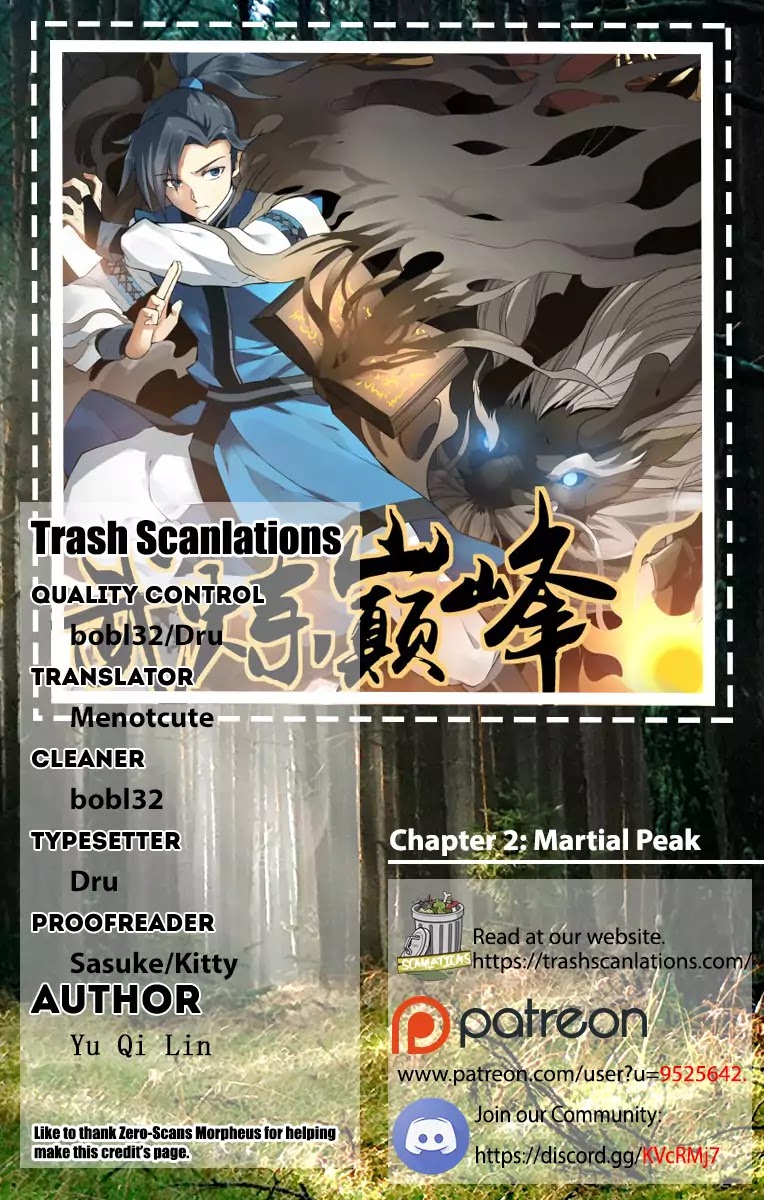 武炼巅峰
Trash Scanlations
QUALITY CONTROL
bobl32/Dru
TRANSLATOR
Menotcute
CLEANER
bobl32
TYPESETTER
Dru
PROOFREADER
Sasuke/Kitty
AUTHOR
Yu Qi Lin
Like to thank Zero-Scans Morpheus for helping
make this credit's page.
Chapter 2: Martial Peak
SCANLATIONS
Read at our website.
https://trashscanlations.com/
patreon
www.patreon.com/user?u=9525642.
Join our Community:
https://discord.gg/KVcRMj7